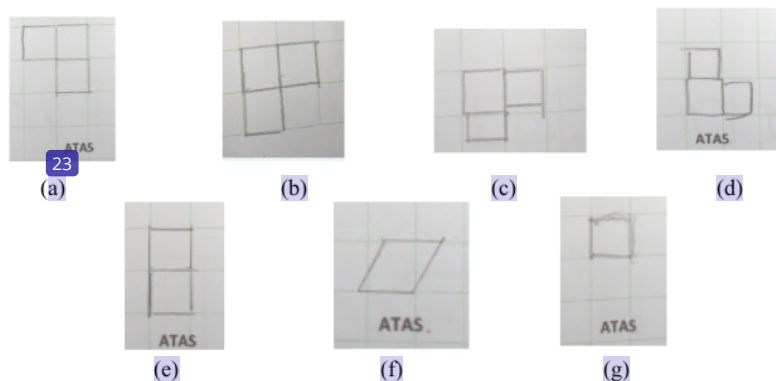 ATAS
23
(a)
(b)
(c)
ATAS
(d)
ATAS
(e)
ATAS.
(f)
ATAS
(g)